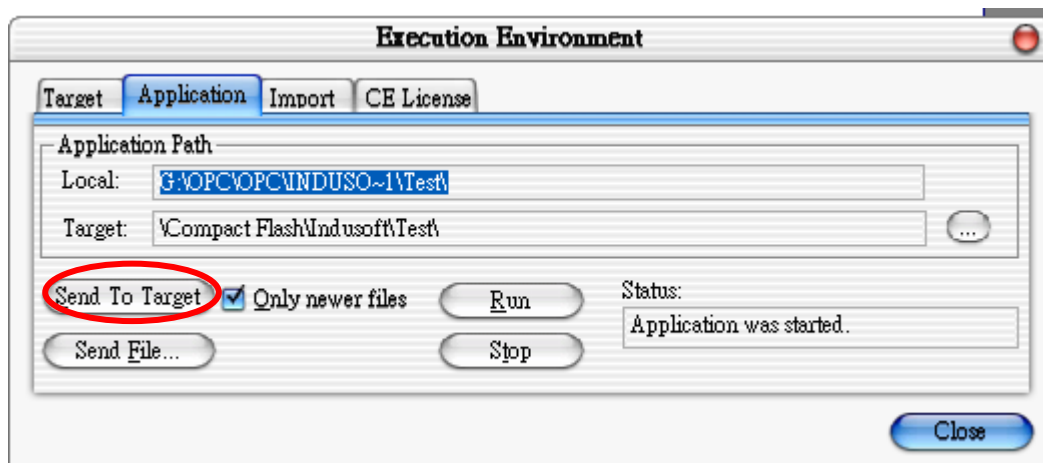 Execution Environment
Target Application Import CE License
Application Path
Local: G:\OPC\OPC\INDUSO~1\Test\
Target: \Compact Flash\Indusoft\Test\ ...
Send To Target Only newer files Run Status:
Application was started.
Send File... Stop
Close